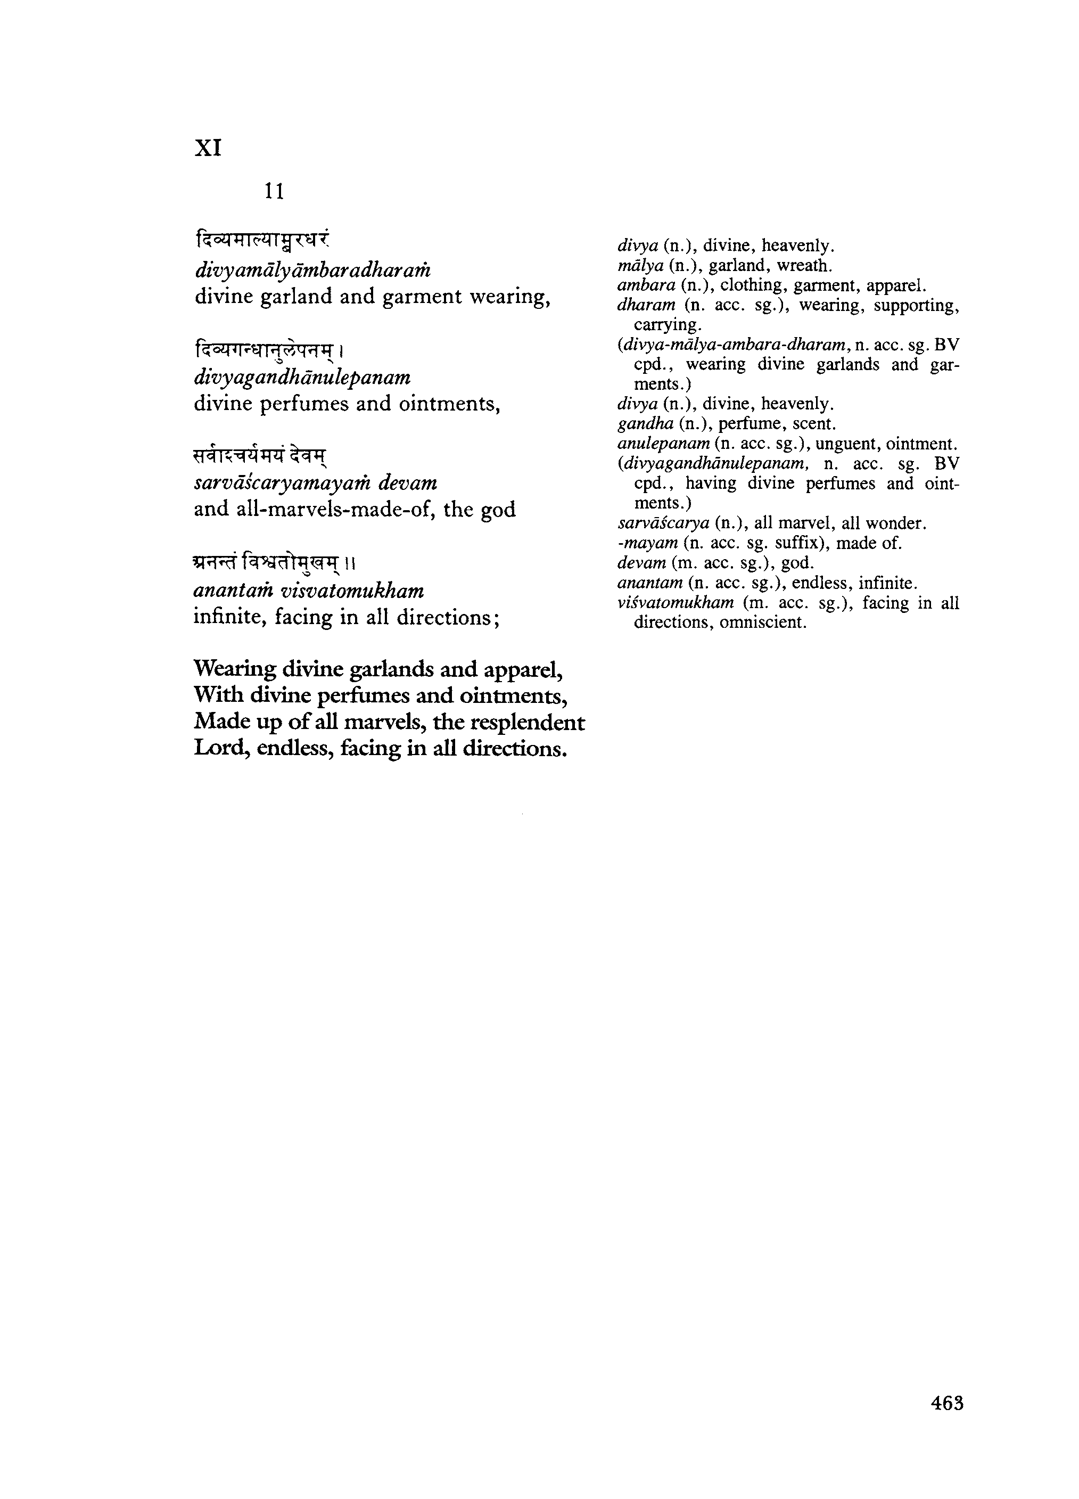 XI
11
दिव्यमाल्याम्बरधरं
divyamālyāmbaradharaṁ
divine garland and garment wearing,
दिव्यगन्धानुलेपनम् ।
divyagandhānulepanam
divine perfumes and ointments,
सर्वाश्चर्यमयं देवम्
sarvāścaryamayaṁ devam
and all-marvels-made-of, the god
अनन्तं विश्वतोमुखम् ॥
anantaṁ visvatomukham
infinite, facing in all directions;
Wearing divine garlands and apparel,
With divine perfumes and ointments,
Made up of all marvels, the resplendent
Lord, endless, facing in all directions.
divya (n.), divine, heavenly.
mālya (n.), garland, wreath.
ambara (n.), clothing, garment, apparel.
dharam (n. acc. sg.), wearing, supporting,
carrying.
(divya-mālya-ambara-dharam, n. acc. sg. BV
cpd., wearing divine garlands and gar-
ments.)
divya (n.), divine, heavenly.
gandha (n.), perfume, scent.
anulepanam (n. acc. sg.), unguent, ointment.
(divyagandhānulepanam, n. acc. sg. BV
cpd., having divine perfumes and oint-
ments.)
sarvāścarya (n.), all marvel, all wonder.
-mayam (n. acc. sg. suffix), made of.
devam (m. acc. sg.), god.
anantam (n. acc. sg.), endless, infinite.
viśvatomukham (m. acc. sg.), facing in all
directions, omniscient.
463